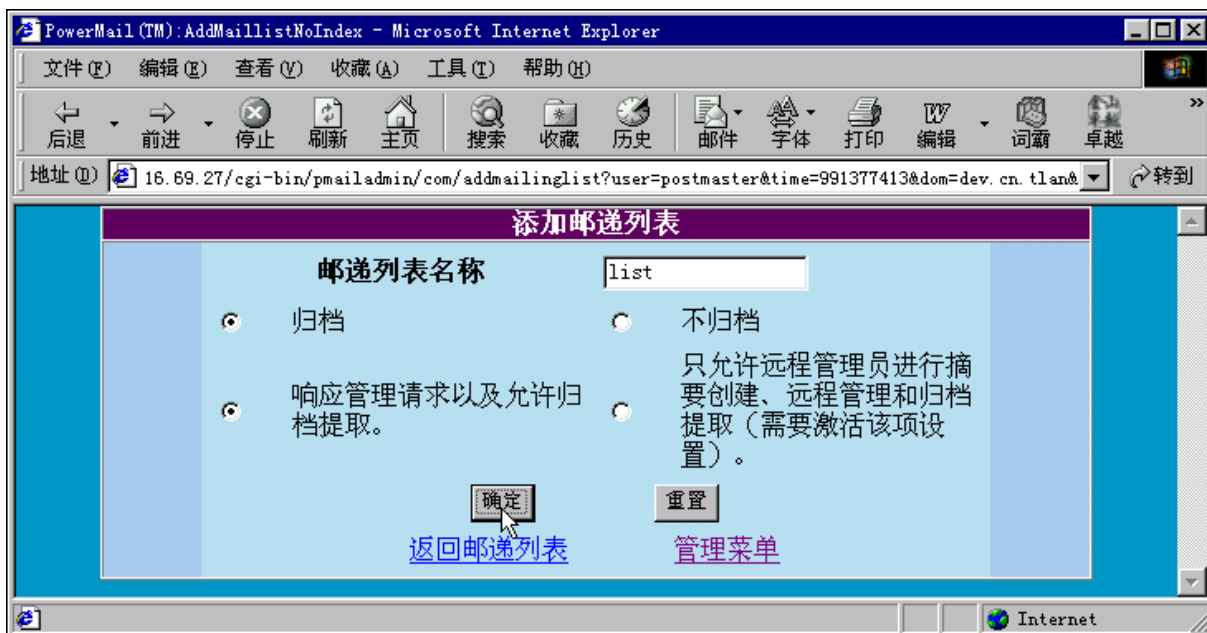 PowerMail(TM):AddMaillistNoIndex - Microsoft Internet Explorer
文件(F) 编辑(E) 查看(V) 收藏(A) 工具(T) 帮助(H)
后退 前进 停止 刷新 主页 搜索 收藏 历史 邮件 字体 打印 编辑 词霸 卓越 »
地址(D) 16.69.27/cgi-bin/pmailadmin/com/addmailinglist?user=postmaster&time=991377413&dom=dev.cn.tlan& 转到
添加邮递列表
邮递列表名称 list
归档 不归档
响应管理请求以及允许归
档提取。
只允许远程管理员进行摘
要创建、远程管理和归档
提取（需要激活该项设
置）。
确定 重置
返回邮递列表 管理菜单
Internet